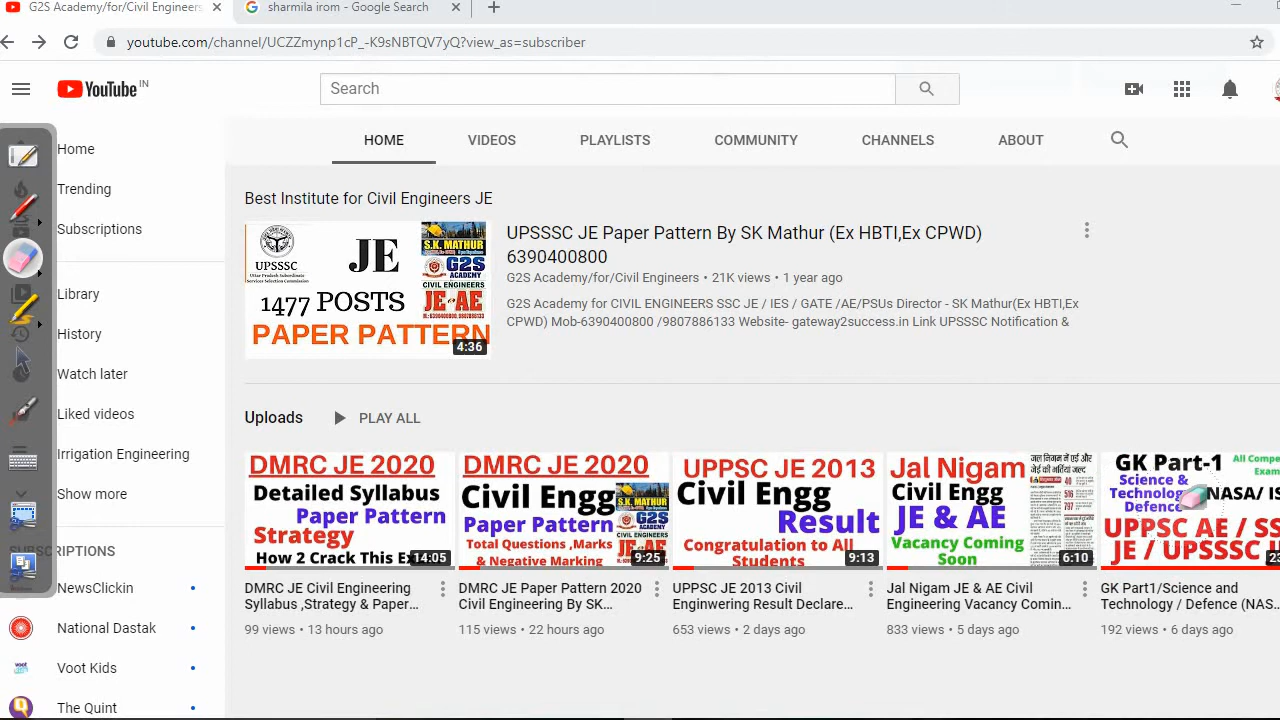 G2S Academy/for/Civil Engineers
sharmila irom - Google Search
youtube.com/channel/UCZZmynp1cP_-K9sNBTQV7yQ?view_as=subscriber
YouTube IN
Search
HOME
VIDEOS
PLAYLISTS
COMMUNITY
CHANNELS
ABOUT
Home
Trending
Subscriptions
Library
History
Watch later
Liked videos
Irrigation Engineering
Show more
SUBSCRIPTIONS
NewsClickin
National Dastak
Voot Kids
The Quint
Best Institute for Civil Engineers JE
UPSSSC
JE
1477 POSTS
PAPER PATTERN
S.K. MATHUR
G2S
ACADEMY
CIVIL ENGINEERS
JE AE
4:36
UPSSSC JE Paper Pattern By SK Mathur (Ex HBTI,Ex CPWD)
6390400800
G2S Academy/for/Civil Engineers • 21K views • 1 year ago
G2S Academy for CIVIL ENGINEERS SSC JE / IES / GATE /AE/PSUs Director - SK Mathur(Ex HBTI,Ex
CPWD) Mob-6390400800 /9807886133 Website- gateway2success.in Link UPSSSC Notification &
Uploads
PLAY ALL
DMRC JE 2020
Detailed Syllabus
Paper Pattern
Strategy
How 2 Crack This
14:05
DMRC JE Civil Engineering
Syllabus ,Strategy & Paper...
99 views • 13 hours ago
DMRC JE 2020
Civil Engg
Paper Pattern
Total Questions ,Marks
& Negative Marking
S.K. MATHUR
G2S
ACADEMY
JE AE
9:25
DMRC JE Paper Pattern 2020
Civil Engineering By SK...
115 views • 22 hours ago
UPPSC JE 2013
Civil Engg
Result
Congratulation to All
Students
9:13
UPPSC JE 2013 Civil
Enginwering Result Declare...
653 views • 2 days ago
Jal Nigam
Civil Engg
JE & AE
Vacancy Coming
Soon
6:10
Jal Nigam JE & AE Civil
Engineering Vacancy Comin...
833 views • 5 days ago
GK Part-1
Science &
Technology
Defence
NASA/
UPPSC AE / SS
JE / UPSSSC
GK Part1/Science and
Technology / Defence (NAS...
192 views • 6 days ago